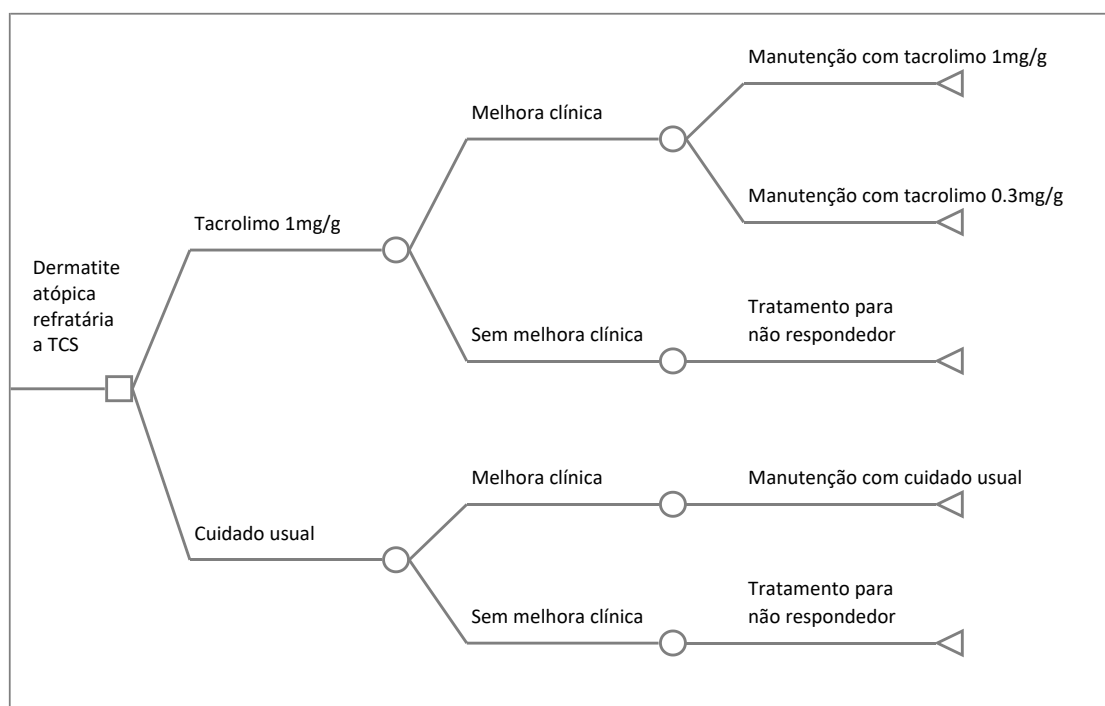 Manutenção com tacrolimo 1mg/g
Melhora clínica
Manutenção com tacrolimo 0.3mg/g
Tacrolimo 1mg/g
Dermatite
atópica
refratária
a TCS
Tratamento para
não respondedor
Sem melhora clínica
Melhora clínica
Manutenção com cuidado usual
Cuidado usual
Tratamento para
não respondedor
Sem melhora clínica